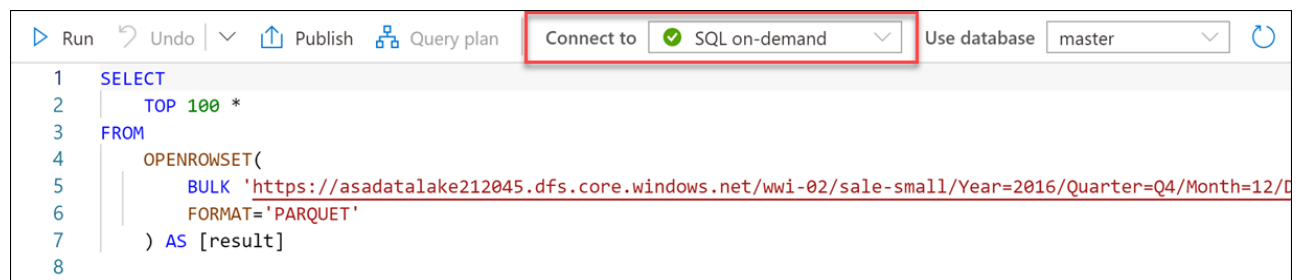 Run Undo Publish Query plan Connect to SQL on-demand Use database master
1 SELECT
2 TOP 100 *
3 FROM
4 OPENROWSET(
5 BULK 'https://asadatalake212045.dfs.core.windows.net/wwi-02/sale-small/Year=2016/Quarter=Q4/Month=12/D
6 FORMAT='PARQUET'
7 ) AS [result]
8